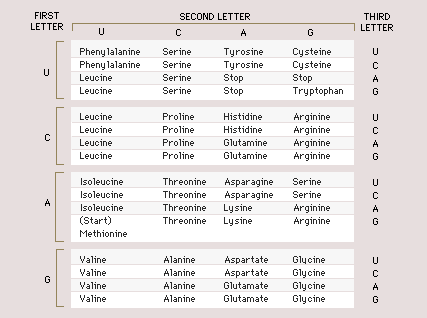 FIRST LETTER SECOND LETTER THIRD LETTER
U C A G
U
Phenylalanine Serine Tyrosine Cysteine U
Phenylalanine Serine Tyrosine Cysteine C
Leucine Serine Stop Stop A
Leucine Serine Stop Tryptophan G
C
Leucine Proline Histidine Arginine U
Leucine Proline Histidine Arginine C
Leucine Proline Glutamine Arginine A
Leucine Proline Glutamine Arginine G
A
Isoleucine Threonine Asparagine Serine U
Isoleucine Threonine Asparagine Serine C
Isoleucine Threonine Lysine Arginine A
(Start) Threonine Lysine Arginine G
Methionine
G
Valine Alanine Aspartate Glycine U
Valine Alanine Aspartate Glycine C
Valine Alanine Glutamate Glycine A
Valine Alanine Glutamate Glycine G